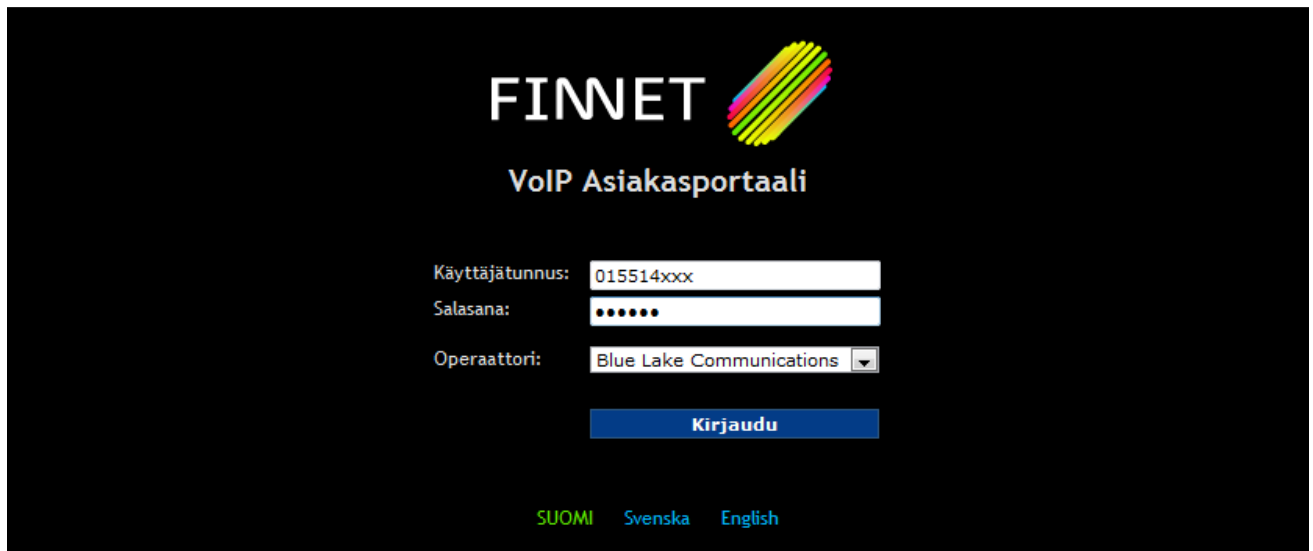 FINNET
VoIP Asiakasportaali
Käyttäjätunnus: 015514xxx
Salasana: ••••••
Operaattori: Blue Lake Communications
Kirjaudu
SUOMI Svenska English